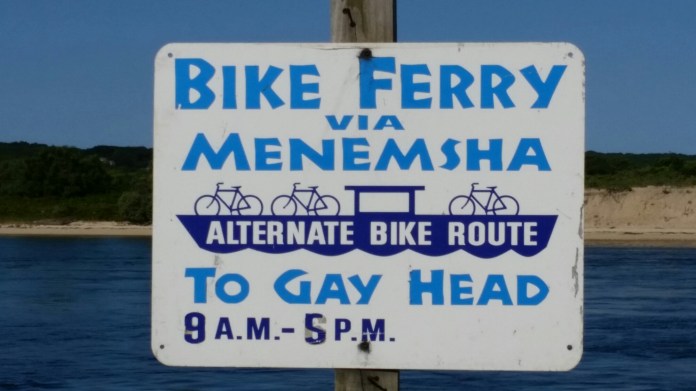 BIKE FERRY
VIA
MENEMSHA
ALTERNATE BIKE ROUTE
TO GAY HEAD
9 A.M.- 5 P.M.